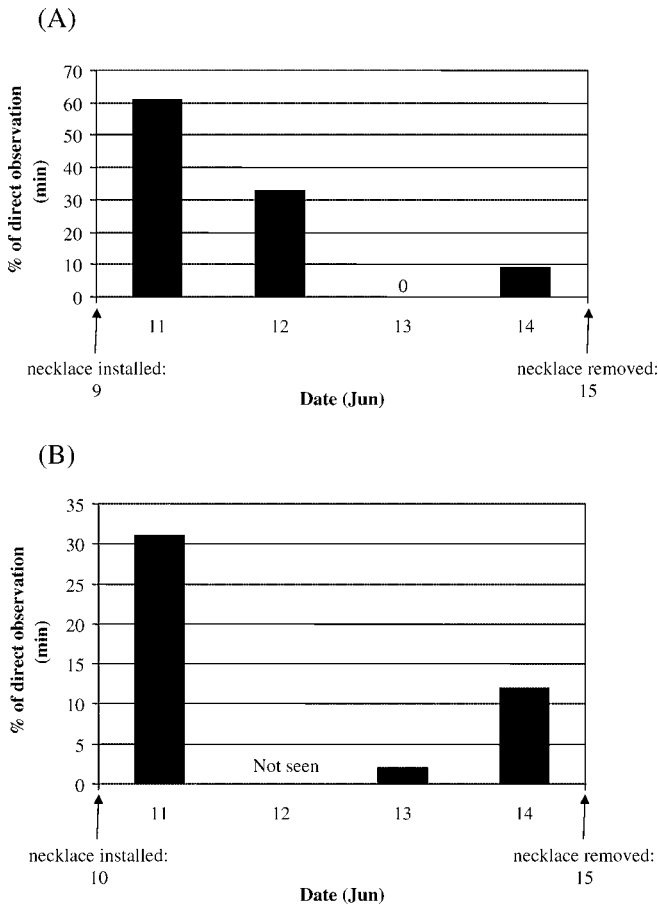 (A)
% of direct observation
(min)
70
60
50
40
30
20
10
0
0
11
12
13
14
necklace installed:
9
necklace removed:
15
Date (Jun)
(B)
% of direct observation
(min)
35
30
25
20
15
10
5
0
Not seen
11
12
13
14
necklace installed:
10
necklace removed:
15
Date (Jun)